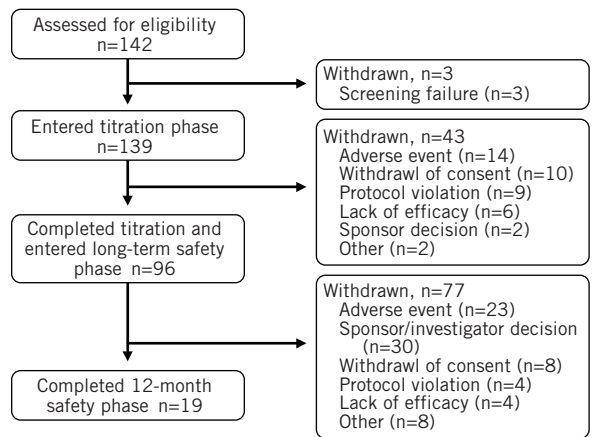 Assessed for eligibility
n=142
Withdrawn, n=3
Screening failure (n=3)
Entered titration phase
n=139
Withdrawn, n=43
Adverse event (n=14)
Withdrawl of consent (n=10)
Protocol violation (n=9)
Lack of efficacy (n=6)
Sponsor decision (n=2)
Other (n=2)
Completed titration and
entered long-term safety
phase n=96
Withdrawn, n=77
Adverse event (n=23)
Sponsor/investigator decision
(n=30)
Withdrawl of consent (n=8)
Protocol violation (n=4)
Lack of efficacy (n=4)
Other (n=8)
Completed 12-month
safety phase n=19